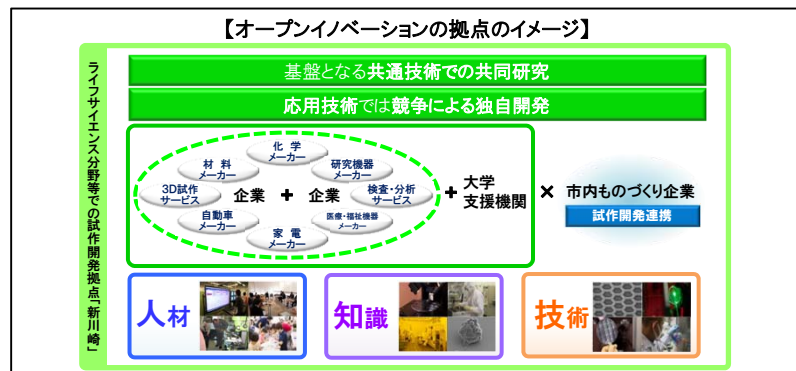 【オープンイノベーションの拠点のイメージ】
ライフサイエンス分野等での試作開発拠点「新川崎」
基盤となる共通技術での共同研究
応用技術では競争による独自開発
化 学
メーカー
材 料
メーカー
研究機器
メーカー
3D試作
サービス
企業 + 企業
検査・分析
サービス
自動車
メーカー
医療・福祉機器
メーカー
家 電
メーカー
+ 大学
支援機関
× 市内ものづくり企業
試作開発連携
人材
知識
技術